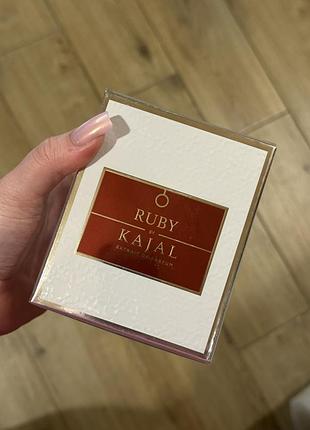 RUBY
BY
KAJAL
EXTRAIT DE PARFUM